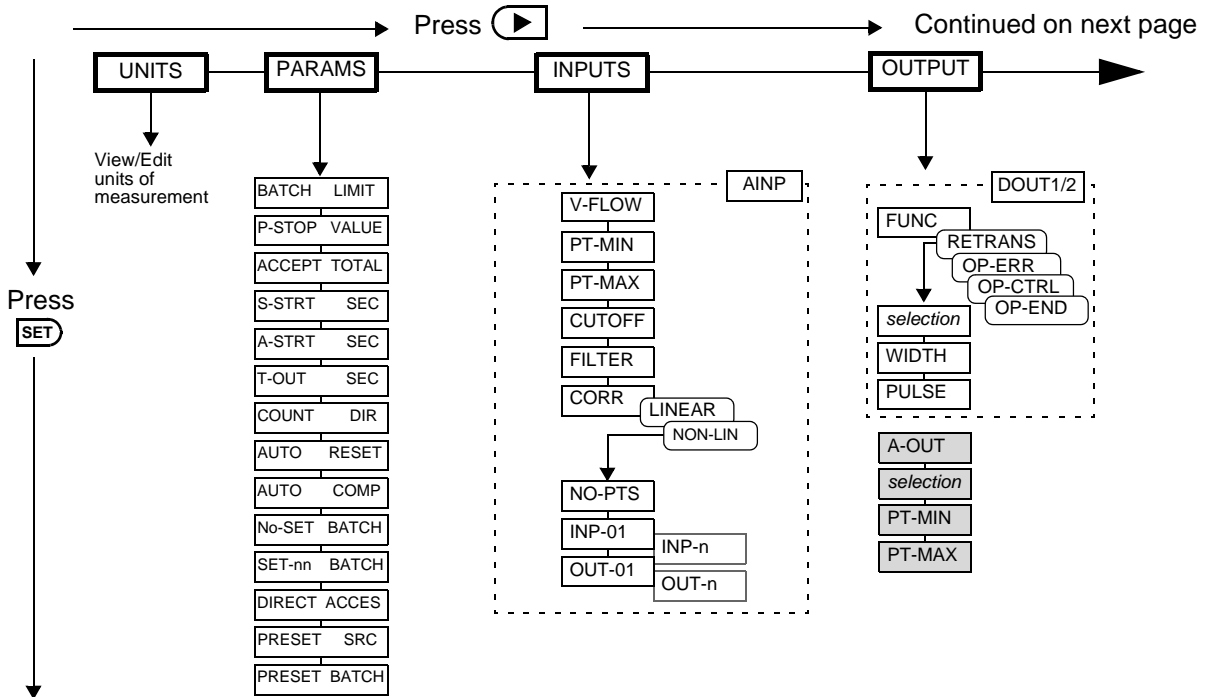 Press
Continued on next page
UNITS
PARAMS
INPUTS
OUTPUT
Press
SET
View/Edit
units of
measurement
BATCH LIMIT
P-STOP VALUE
ACCEPT TOTAL
S-STRT SEC
A-STRT SEC
T-OUT SEC
COUNT DIR
AUTO RESET
AUTO COMP
No-SET BATCH
SET-nn BATCH
DIRECT ACCES
PRESET SRC
PRESET BATCH
AINP
V-FLOW
PT-MIN
PT-MAX
CUTOFF
FILTER
CORR
LINEAR
NON-LIN
NO-PTS
INP-01
INP-n
OUT-01
OUT-n
DOUT1/2
FUNC
RETRANS
OP-ERR
OP-CTRL
OP-END
selection
WIDTH
PULSE
A-OUT
selection
PT-MIN
PT-MAX